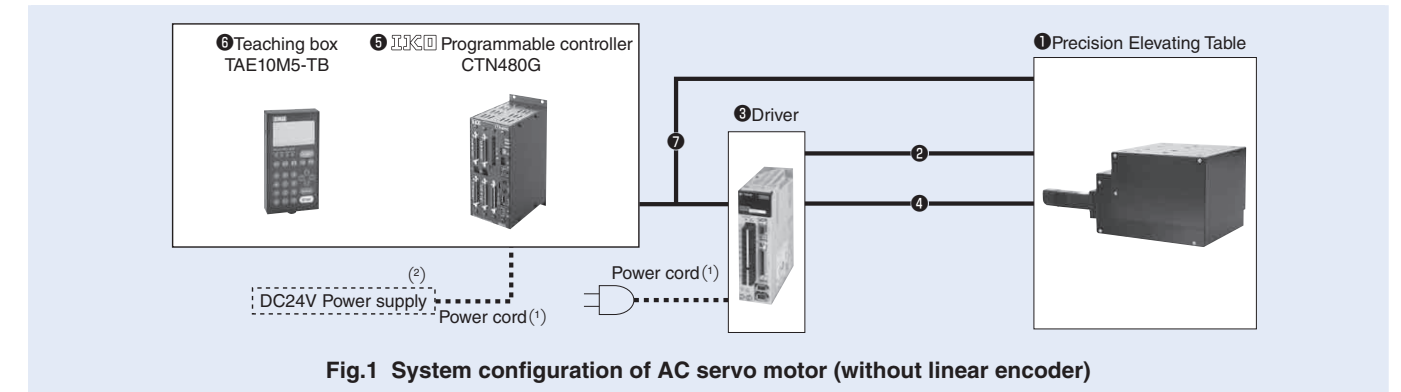 ❻Teaching box
TAE10M5-TB
❺ IKO Programmable controller
CTN480G
❶Precision Elevating Table
❸Driver
❼
❷
❹
(²)
DC24V Power supply
Power cord(¹)
Power cord(¹)
Fig.1 System configuration of AC servo motor (without linear encoder)